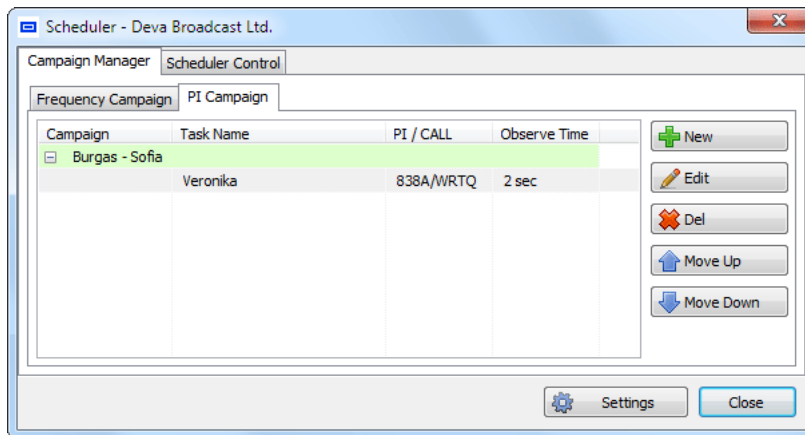 Scheduler - Deva Broadcast Ltd.
Campaign Manager Scheduler Control
Frequency Campaign PI Campaign
Campaign Task Name PI / CALL Observe Time
Burgas - Sofia
Veronika 838A/WRTQ 2 sec
New
Edit
Del
Move Up
Move Down
Settings Close